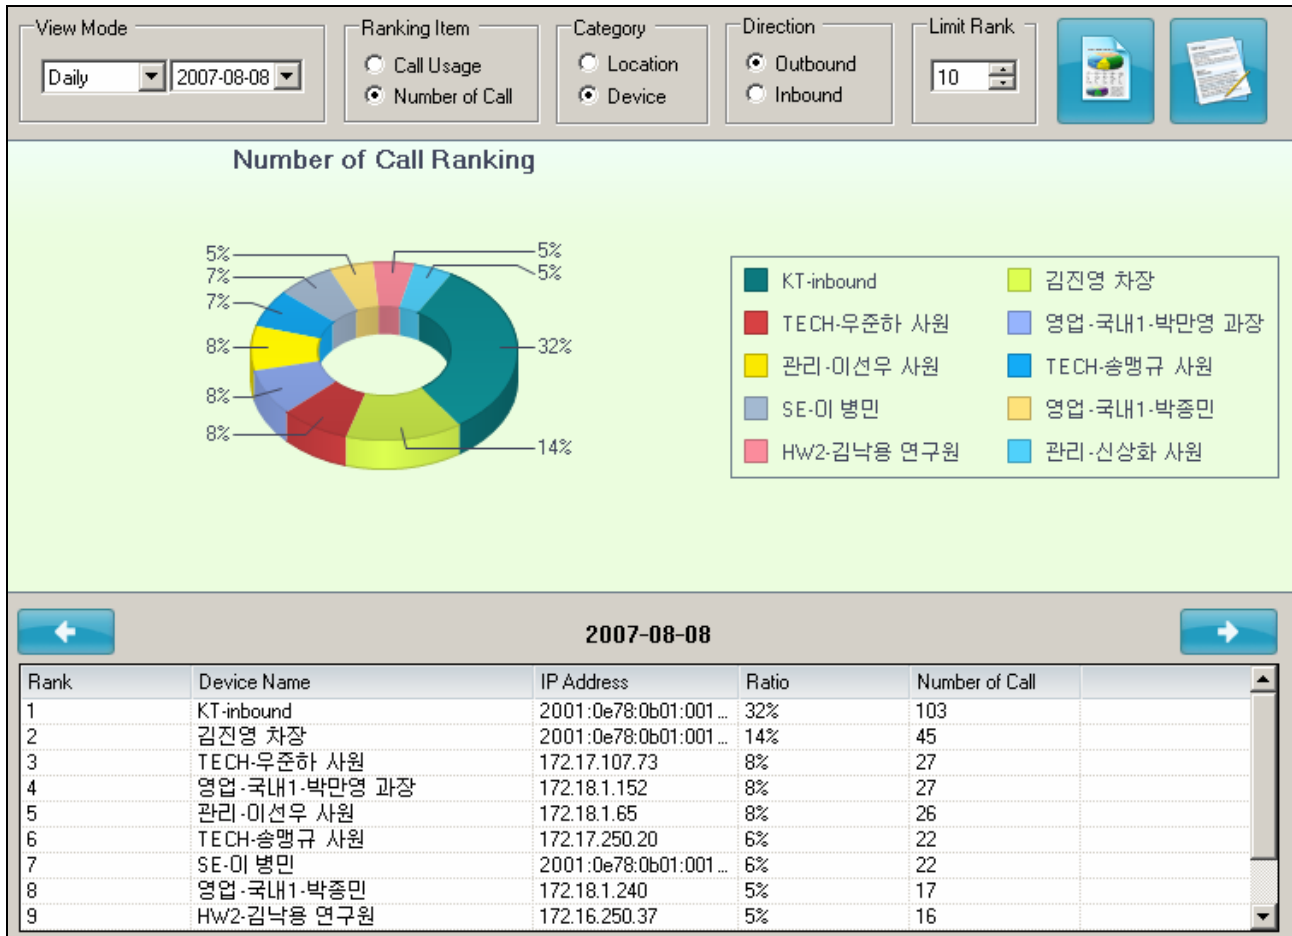 View Mode Ranking Item Category Direction Limit Rank
Daily 2007-08-08 Call Usage Location Outbound 10
Number of Call Device Inbound
Number of Call Ranking
5% 5%
7% 5%
7%
8% 32%
8%
8% 14%
KT-inbound 김진영 차장
TECH-우준하 사원 영업-국내1-박만영 과장
관리-이선우 사원 TECH-송맹규 사원
SE-이 병민 영업-국내1-박종민
HW2-김낙용 연구원 관리-신상화 사원
2007-08-08
Rank Device Name IP Address Ratio Number of Call
1 KT-inbound 2001:0e78:0b01:001... 32% 103
2 김진영 차장 2001:0e78:0b01:001... 14% 45
3 TECH-우준하 사원 172.17.107.73 8% 27
4 영업-국내1-박만영 과장 172.18.1.152 8% 27
5 관리-이선우 사원 172.18.1.65 8% 26
6 TECH-송맹규 사원 172.17.250.20 6% 22
7 SE-이 병민 2001:0e78:0b01:001... 6% 22
8 영업-국내1-박종민 172.18.1.240 5% 17
9 HW2-김낙용 연구원 172.16.250.37 5% 16